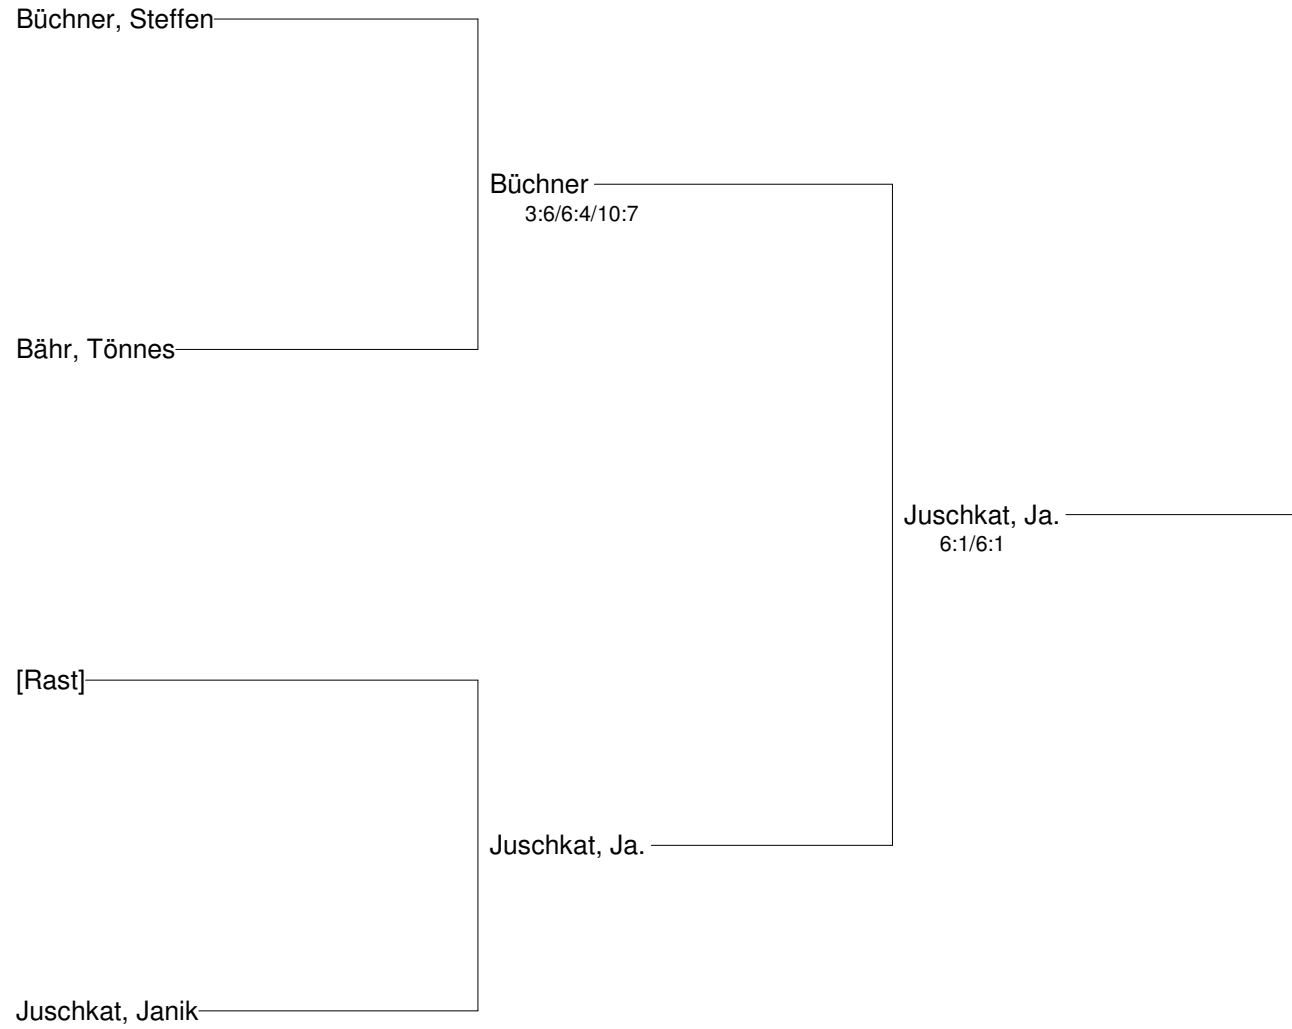 Büchner, Steffen
Büchner
3:6/6:4/10:7
Bähr, Tönnes
Juschkat, Ja.
6:1/6:1
[Rast]
Juschkat, Ja.
Juschkat, Janik